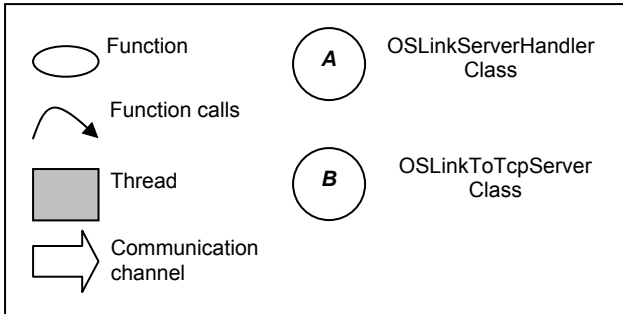 Function
Function calls
Thread
Communication
channel
A
OSLinkServerHandler
Class
B
OSLinkToTcpServer
Class